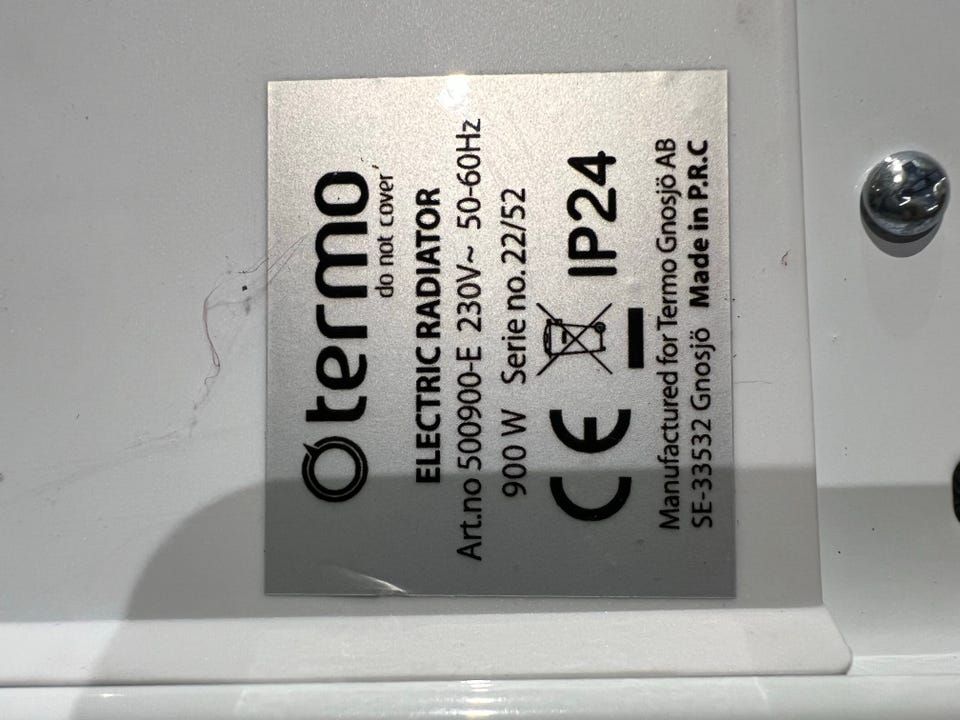 termo
do not cover
ELECTRIC RADIATOR
Art.no 500900-E 230V~ 50-60Hz
900 W Serie no. 22/52
CE IP24
Manufactured for Termo Gnosjö AB
SE-33532 Gnosjö Made in P.R.C